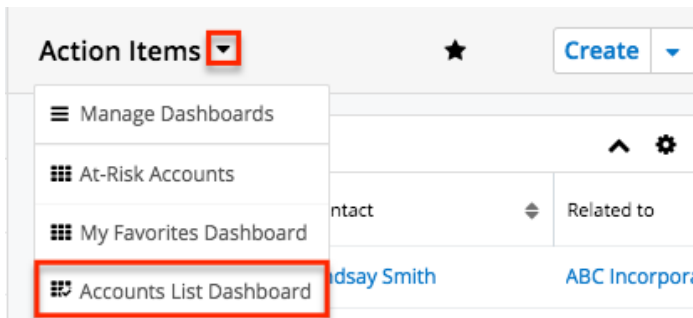 Action Items
Create
Manage Dashboards
At-Risk Accounts
ntact
Related to
My Favorites Dashboard
dsay Smith
ABC Incorpora
Accounts List Dashboard